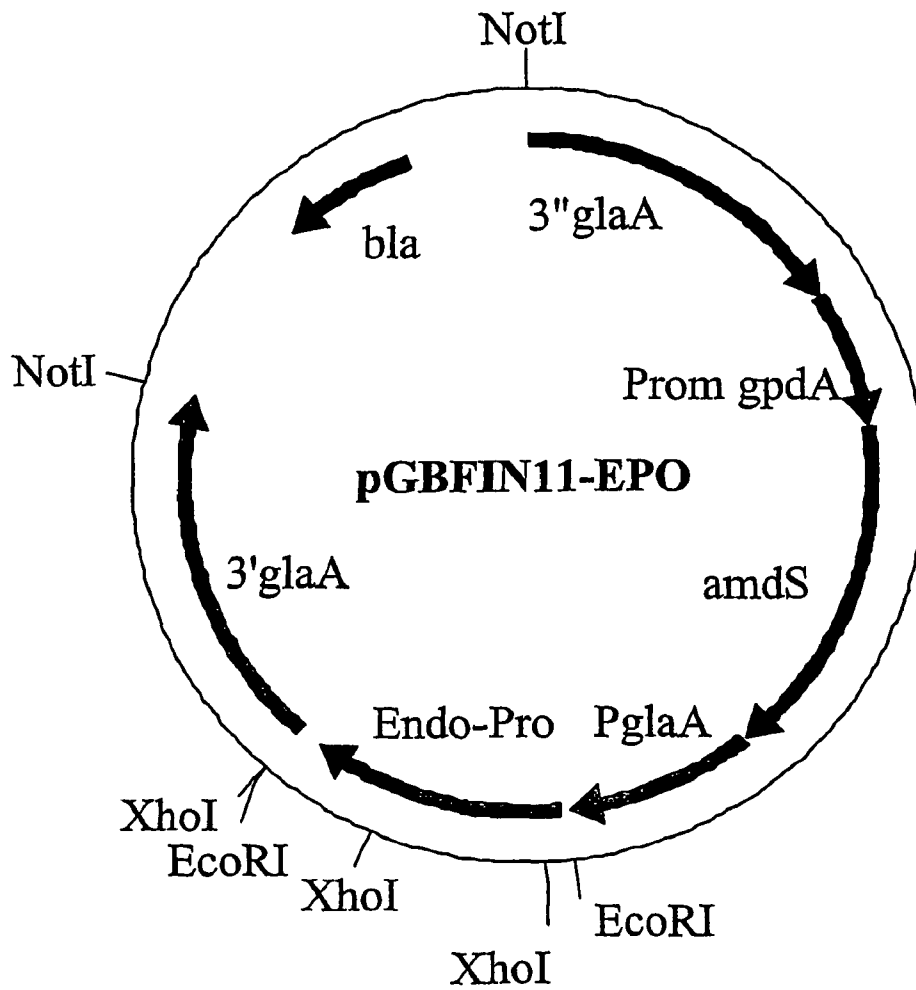 NotI
3"glaA
bla
NotI
Prom gpdA
pGBFIN11-EPO
3'glaA
amdS
Endo-Pro
PglaA
XhoI
EcoRI
XhoI
EcoRI
XhoI